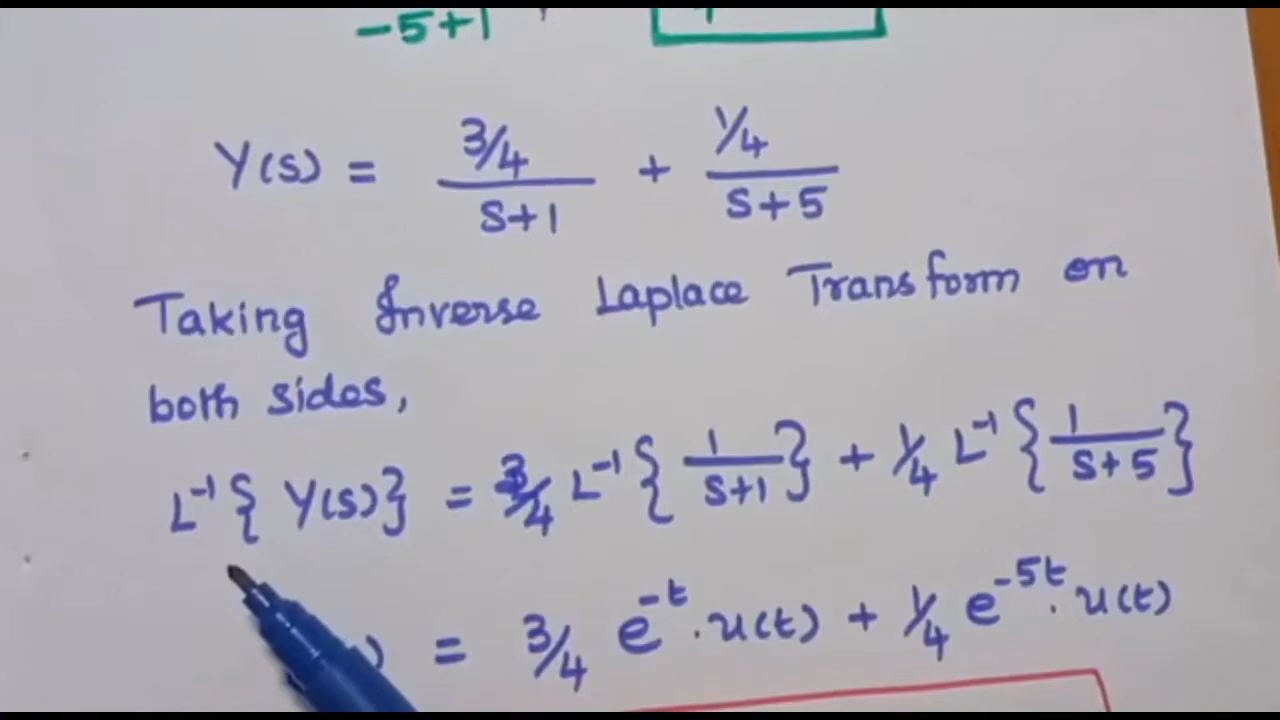 -5+1
Y(s) = 3/4 / s+1 + 1/4 / s+5
Taking Inverse Laplace Transform on
both sides,
L⁻¹{ Y(s)} = 3/4 L⁻¹{ 1/s+1 } + 1/4 L⁻¹{ 1/s+5 }
) = 3/4 e^-t . u(t) + 1/4 e^-5t . u(t)